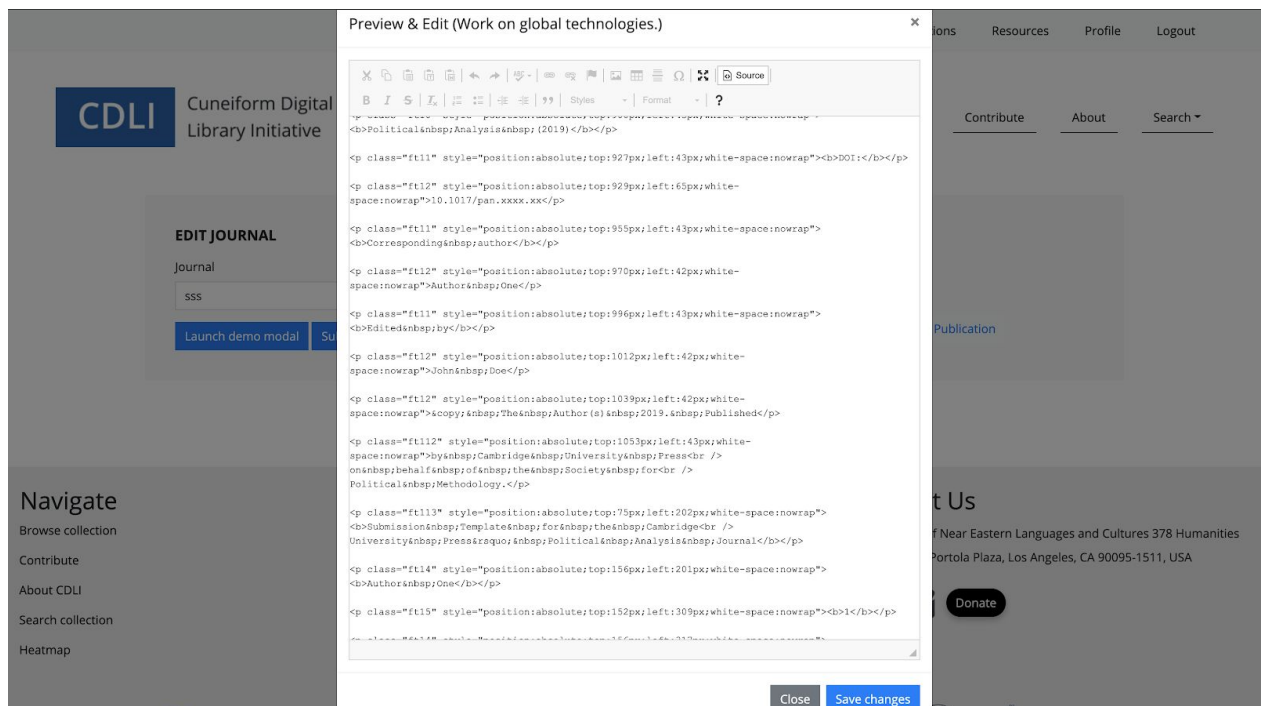 Preview & Edit (Work on global technologies.)
×
ions Resources Profile Logout
Source
B I S Styles Format ?
CDLI
Cuneiform Digital
Library Initiative
Contribute About Search
<b>Political&nbsp;Analysis&nbsp;(2019)</b></p>
<p class="ft11" style="position:absolute;top:927px;left:43px;white-space:nowrap"><b>DOI:</b></p>
<p class="ft12" style="position:absolute;top:929px;left:65px;white-
space:nowrap">10.1017/pan.xxxx.xx</p>
<p class="ft11" style="position:absolute;top:955px;left:43px;white-space:nowrap">
<b>Corresponding&nbsp;author</b></p>
<p class="ft12" style="position:absolute;top:970px;left:42px;white-
space:nowrap">Author&nbsp;One</p>
<p class="ft11" style="position:absolute;top:996px;left:43px;white-space:nowrap">
<b>Edited&nbsp;by</b></p>
<p class="ft12" style="position:absolute;top:1012px;left:42px;white-
space:nowrap">John&nbsp;Doe</p>
<p class="ft12" style="position:absolute;top:1039px;left:42px;white-
space:nowrap">&copy;&nbsp;The&nbsp;Author(s)&nbsp;2019.&nbsp;Published</p>
<p class="ft112" style="position:absolute;top:1053px;left:43px;white-
space:nowrap">by&nbsp;Cambridge&nbsp;University&nbsp;Press<br />
on&nbsp;behalf&nbsp;of&nbsp;the&nbsp;Society&nbsp;for<br />
Political&nbsp;Methodology.</p>
<p class="ft113" style="position:absolute;top:75px;left:202px;white-space:nowrap">
<b>Submission&nbsp;Template&nbsp;for&nbsp;the&nbsp;Cambridge<br />
University&nbsp;Press&rsquo;&nbsp;Political&nbsp;Analysis&nbsp;Journal</b></p>
<p class="ft14" style="position:absolute;top:156px;left:201px;white-space:nowrap">
<b>Author&nbsp;One</b></p>
<p class="ft15" style="position:absolute;top:152px;left:309px;white-space:nowrap"><b>1</b></p>
EDIT JOURNAL
Journal
sss
Launch demo modal Su
Publication
Close Save changes
Navigate
Browse collection
Contribute
About CDLI
Search collection
Heatmap
t Us
f Near Eastern Languages and Cultures 378 Humanities
Portola Plaza, Los Angeles, CA 90095-1511, USA
Donate